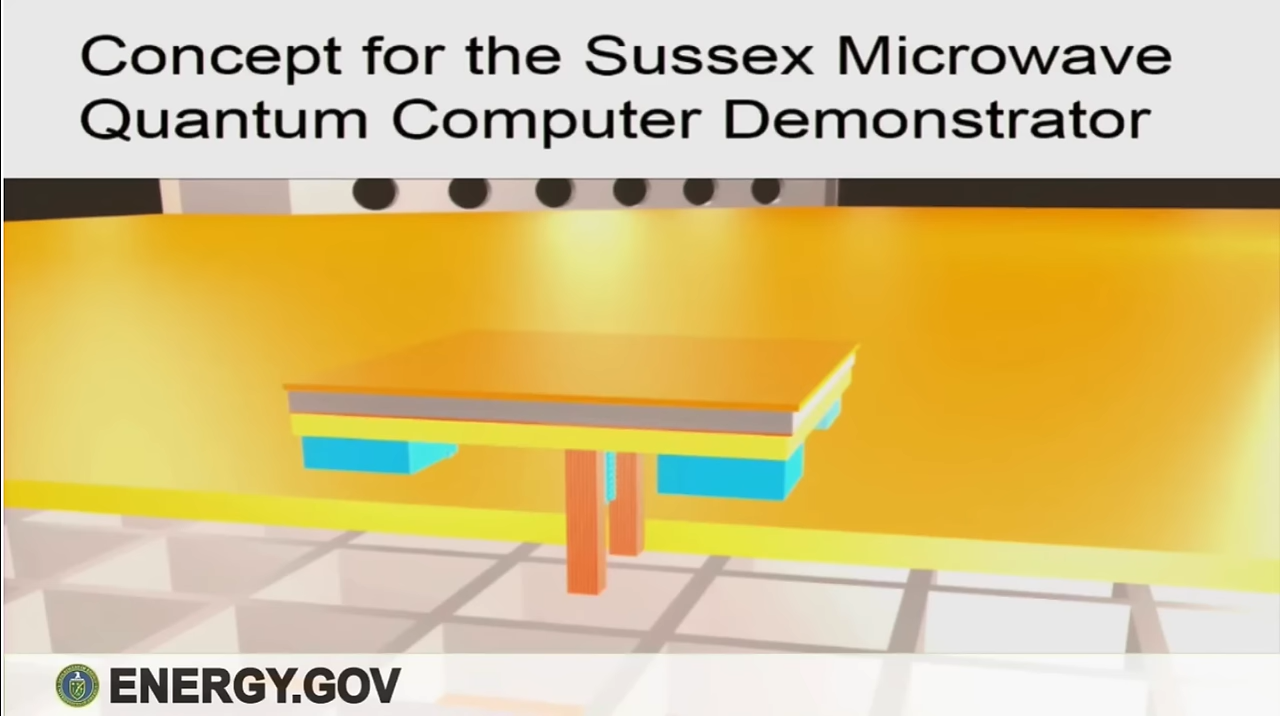 Concept for the Sussex Microwave
Quantum Computer Demonstrator
ENERGY.GOV